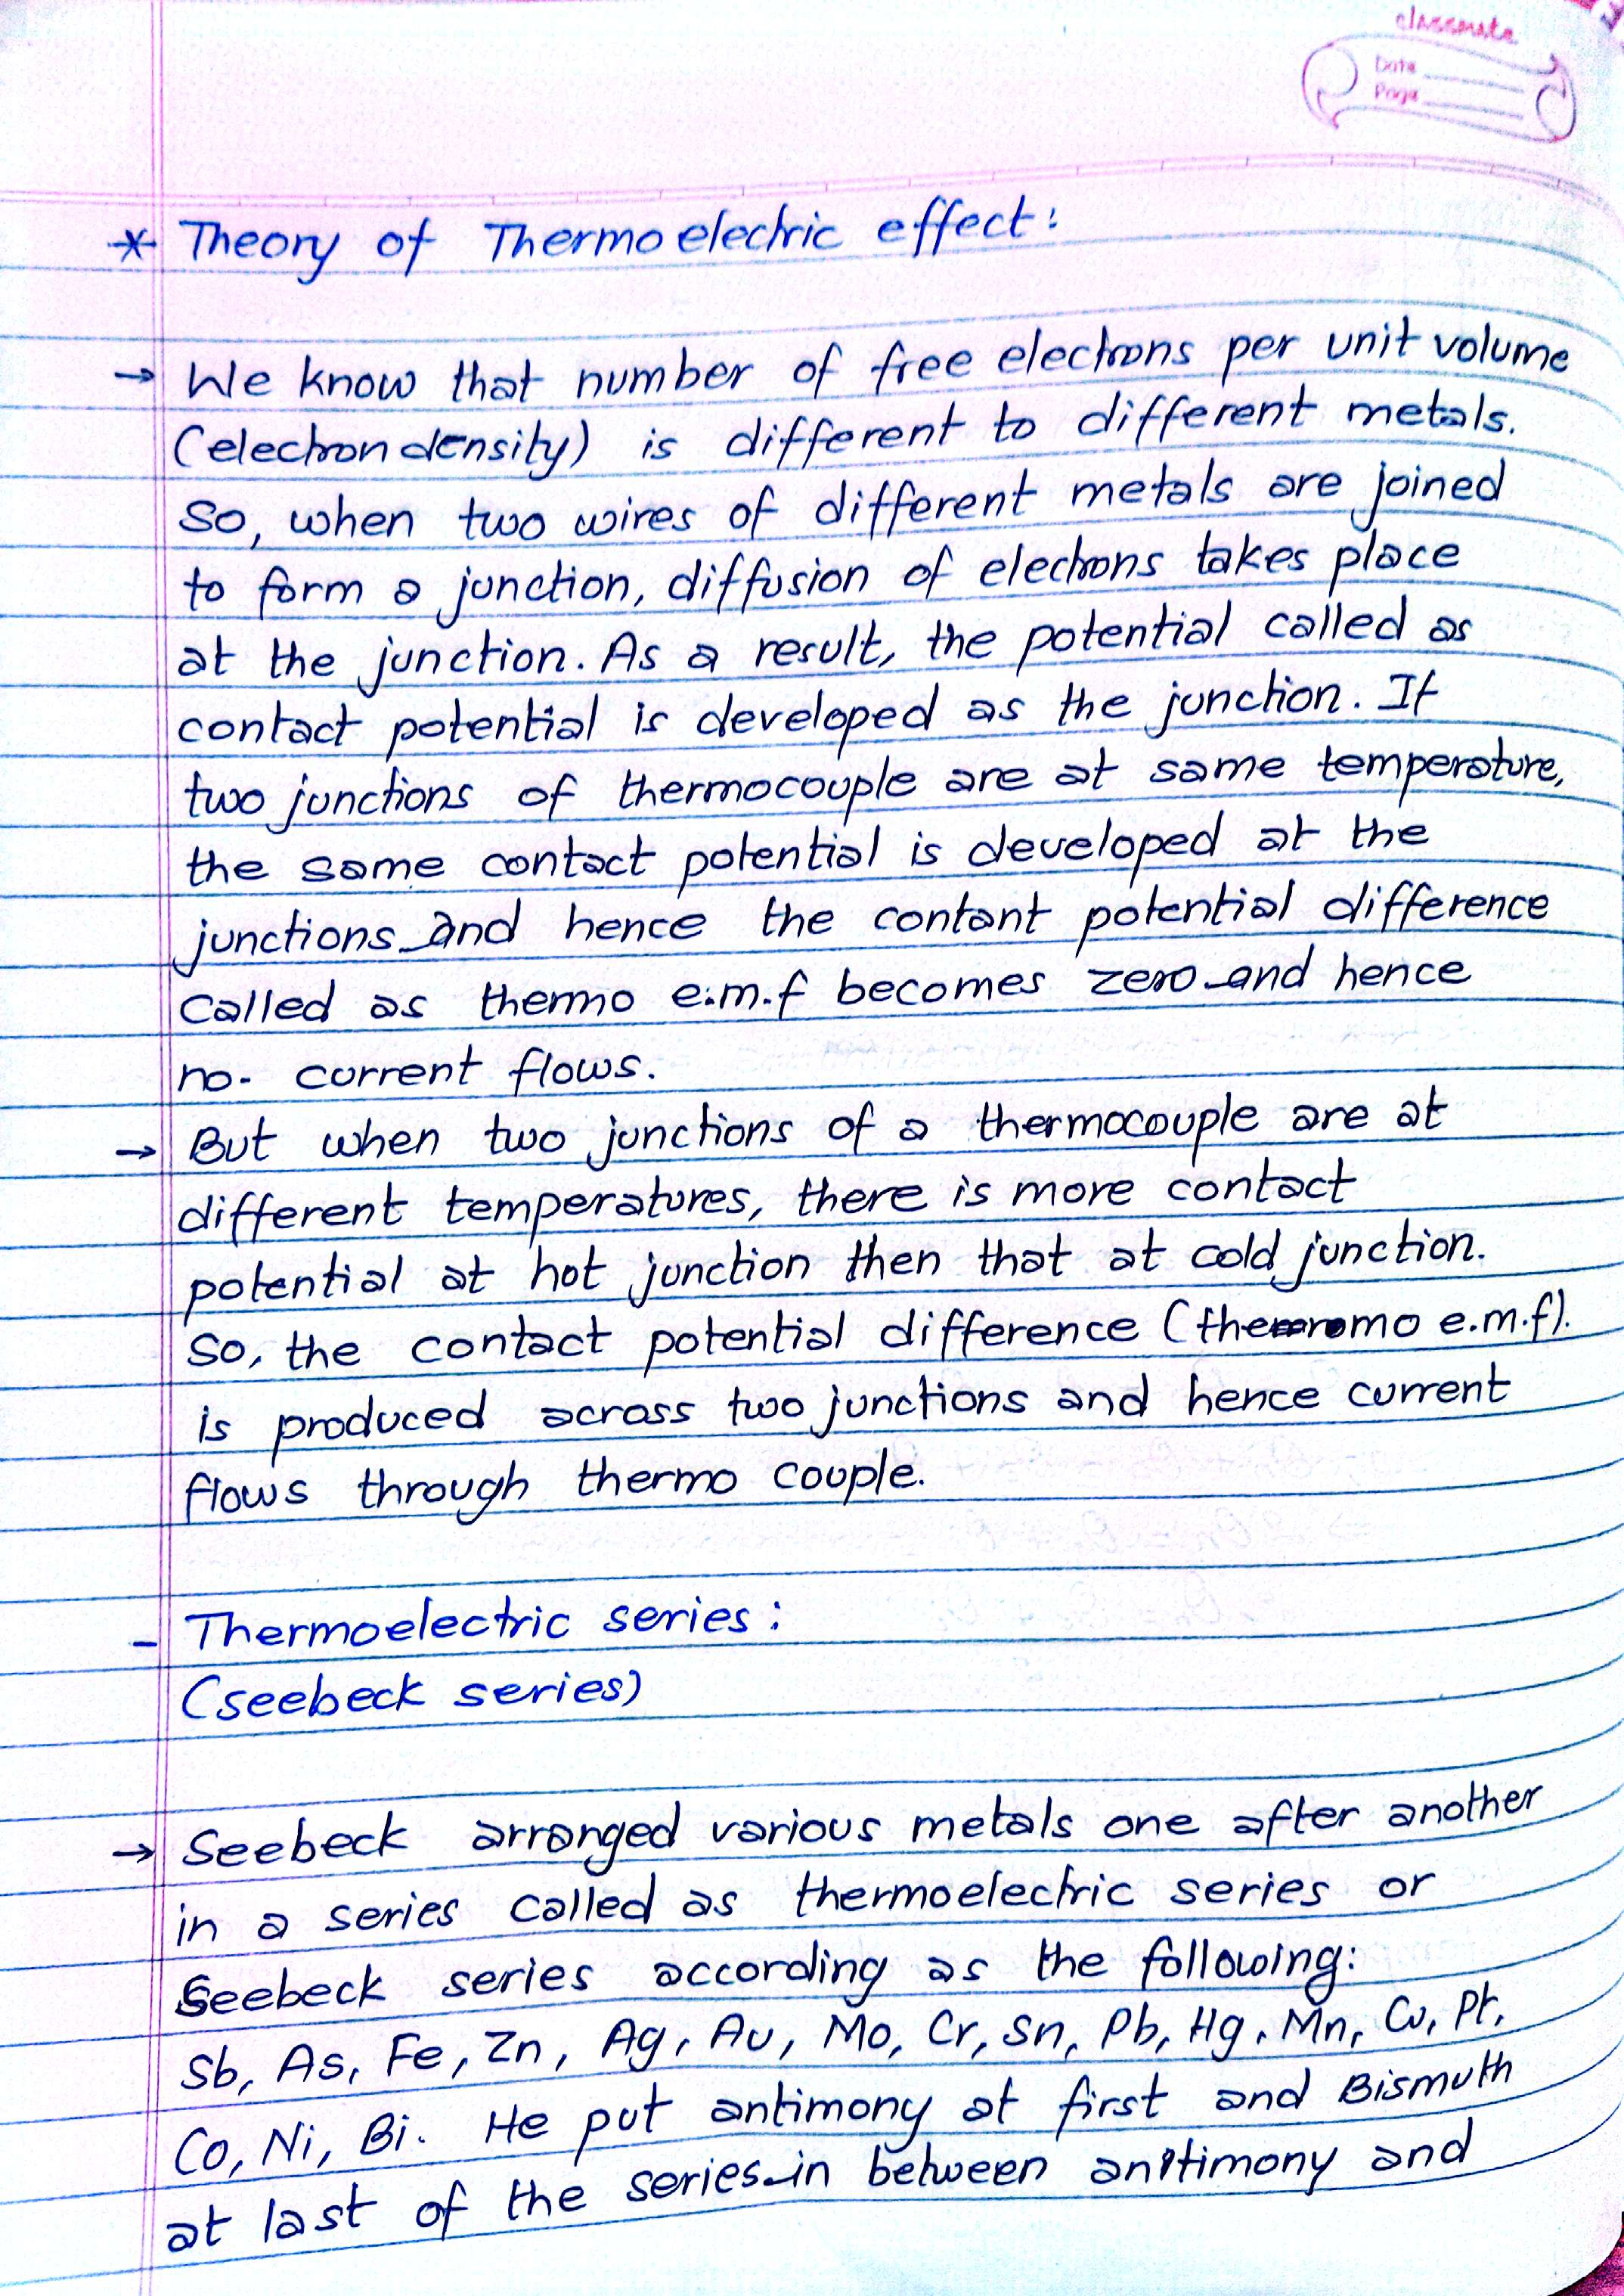 classmate
Date
Page
* Theory of Thermoelectric effect:
→ We know that number of free electrons per unit volume
(electron density) is different to different metals.
So, when two wires of different metals are joined
to form a junction, diffusion of electrons takes place
at the junction. As a result, the potential called as
contact potential is developed as the junction. If
two junctions of thermocouple are at same temperature,
the same contact potential is developed at the
junctions and hence the contant potential difference
called as thermo e.m.f becomes zero and hence
no. current flows.
→ But when two junctions of a thermocouple are at
different temperatures, there is more contact
potential at hot junction then that at cold junction.
So, the contact potential difference (thermo e.m.f).
is produced across two junctions and hence current
flows through thermo couple.
- Thermoelectric series:
(seebeck series)
→ Seebeck arranged various metals one after another
in a series called as thermoelectric series or
Seebeck series according as the following:
Sb, As, Fe, Zn, Ag, Au, Mo, Cr, Sn, Pb, Hg, Mn, Cu, Pt,
Co, Ni, Bi. He put antimony at first and Bismuth
at last of the series in between antimony and